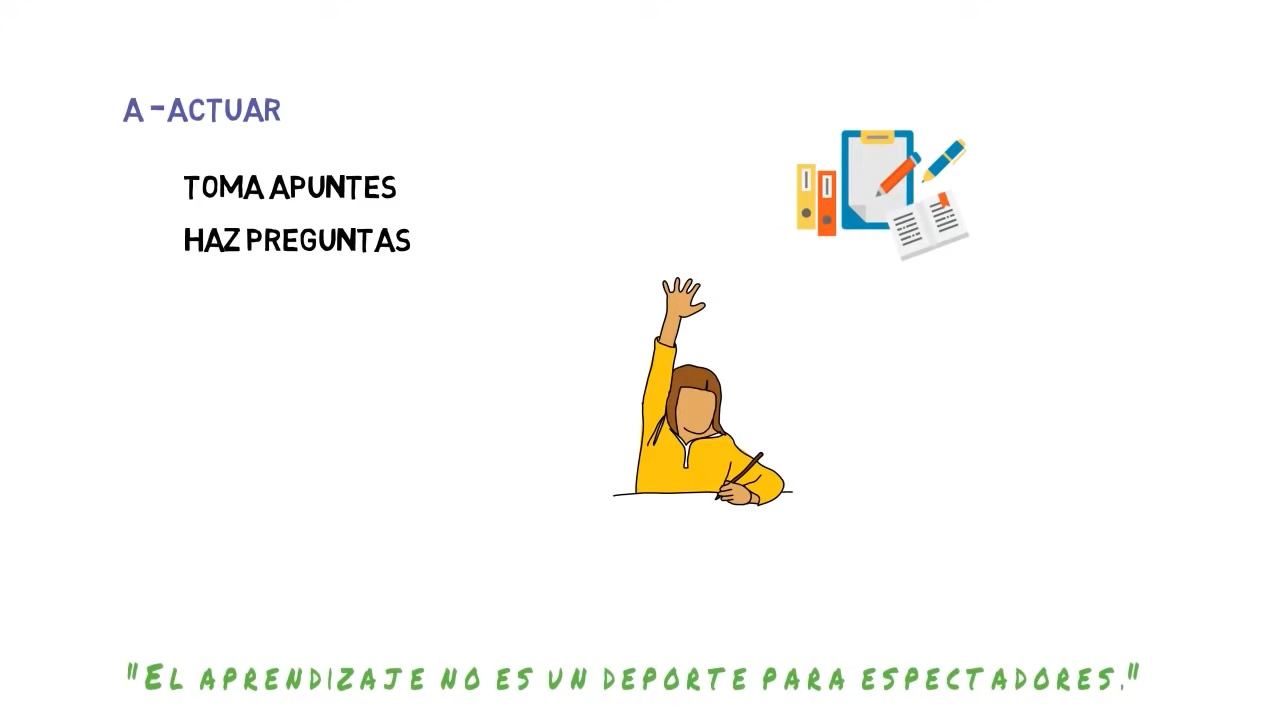 A - ACTUAR
TOMA APUNTES
HAZ PREGUNTAS
"EL APRENDIZAJE NO ES UN DEPORTE PARA ESPECTADORES."